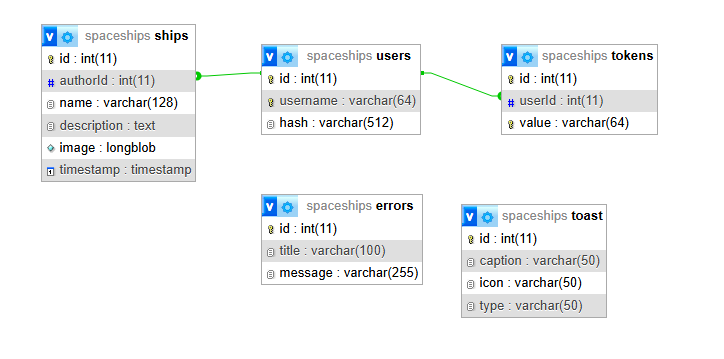 v spaceships ships
id : int(11)
# authorId : int(11)
name : varchar(128)
description : text
image : longblob
timestamp : timestamp
v spaceships users
id : int(11)
username : varchar(64)
hash : varchar(512)
v spaceships tokens
id : int(11)
# userId : int(11)
value : varchar(64)
v spaceships errors
id : int(11)
title : varchar(100)
message : varchar(255)
v spaceships toast
id : int(11)
caption : varchar(50)
icon : varchar(50)
type : varchar(50)